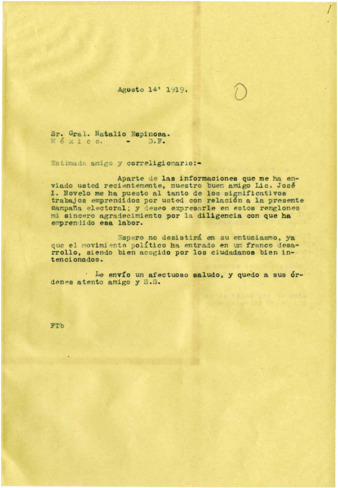 Agosto 14' 1919.
Sr. Gral. Natalio Espinosa.
México. - D.F.
Estimado amigo y correligionario:-
Aparte de las informaciones que me ha en-
viado usted recientemente, nuestro buen amigo Lic. José
I. Novelo me ha puesto al tanto de los significativos
trabajos emprendidos por usted con relación a la presente
campaña electoral; y deseo expresarle en estos renglones
mi sincero agradecimiento por la diligencia con que ha
emprendido esa labor.
Espero no desistirá en su entusiasmo, ya
que el movimiento político ha entrado en un franco desa-
rrollo, siendo bien acogido por los ciudadanos bien in-
tencionados.
Le envío un afectuoso saludo, y quedo a sus ór-
denes atento amigo y S.S.
FTb